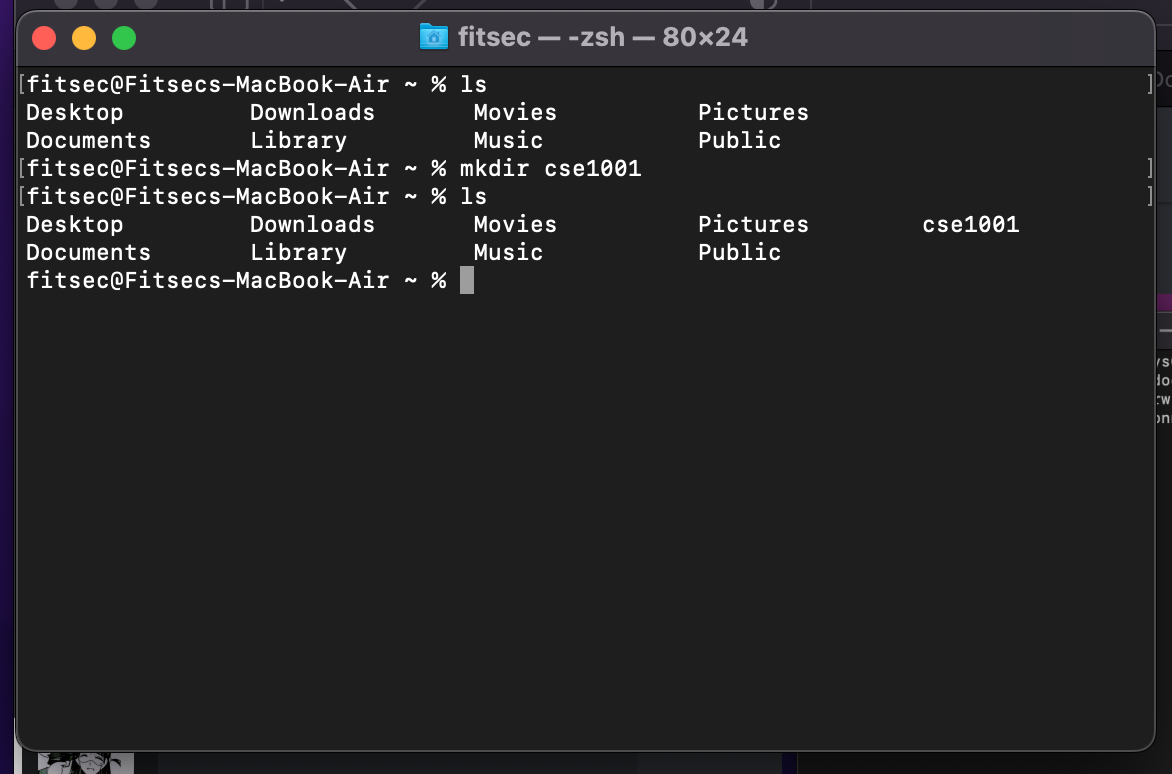 fitsec — -zsh — 80×24
[fitsec@Fitsecs-MacBook-Air ~ % ls ]
Desktop Downloads Movies Pictures
Documents Library Music Public
[fitsec@Fitsecs-MacBook-Air ~ % mkdir cse1001 ]
[fitsec@Fitsecs-MacBook-Air ~ % ls ]
Desktop Downloads Movies Pictures cse1001
Documents Library Music Public
fitsec@Fitsecs-MacBook-Air ~ %